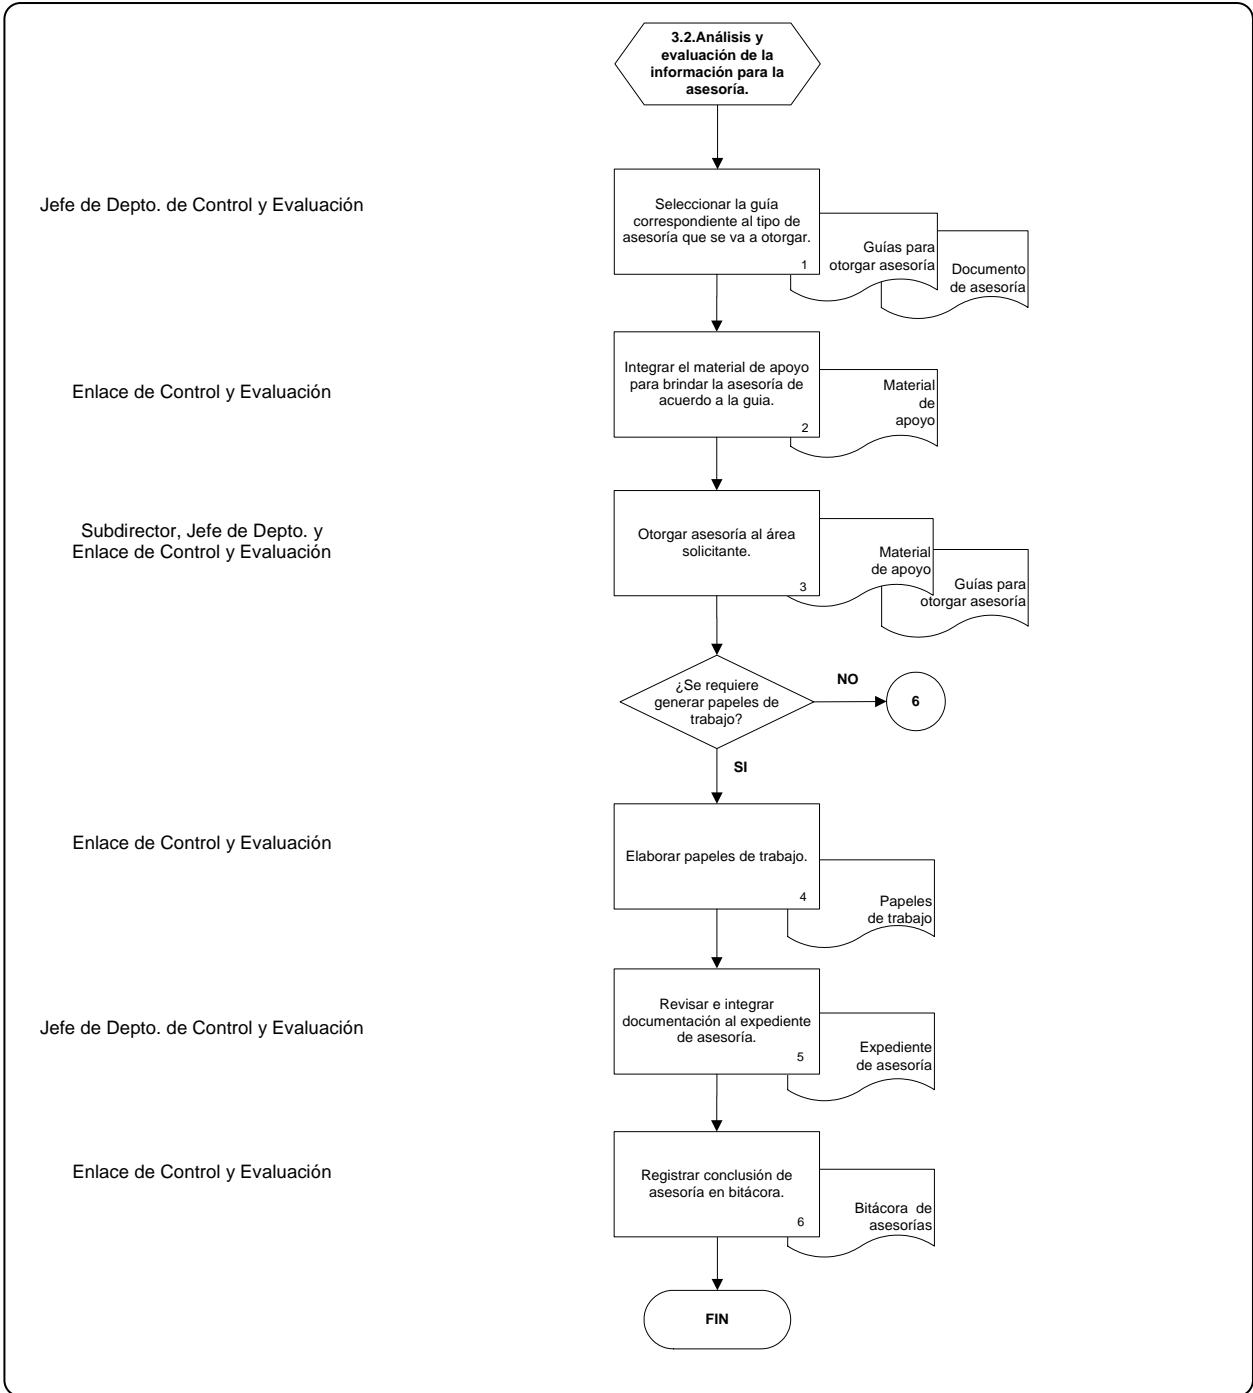 3.2.Análisis y
evaluación de la
información para la
asesoría.
Jefe de Depto. de Control y Evaluación
Seleccionar la guía
correspondiente al tipo de
asesoría que se va a otorgar.
1
Guías para
otorgar asesoría
Documento
de asesoría
Enlace de Control y Evaluación
Integrar el material de apoyo
para brindar la asesoría de
acuerdo a la guia.
2
Material
de
apoyo
Subdirector, Jefe de Depto. y
Enlace de Control y Evaluación
Otorgar asesoría al área
solicitante.
3
Material
de apoyo
Guías para
otorgar asesoría
¿Se requiere
generar papeles de
trabajo?
NO
6
SI
Enlace de Control y Evaluación
Elaborar papeles de trabajo.
4
Papeles
de trabajo
Jefe de Depto. de Control y Evaluación
Revisar e integrar
documentación al expediente
de asesoría.
5
Expediente
de asesoría
Enlace de Control y Evaluación
Registrar conclusión de
asesoría en bitácora.
6
Bitácora de
asesorías
FIN